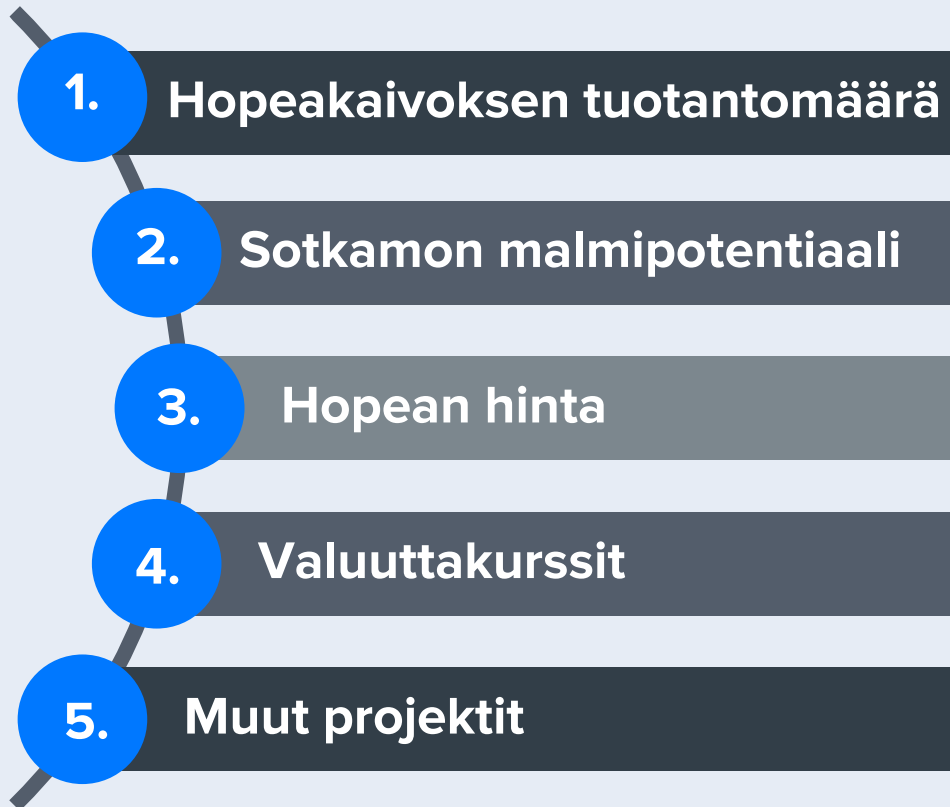 1. Hopeakaivoksen tuotantomäärä
2. Sotkamon malmipotentiaali
3. Hopean hinta
4. Valuuttakurssit
5. Muut projektit